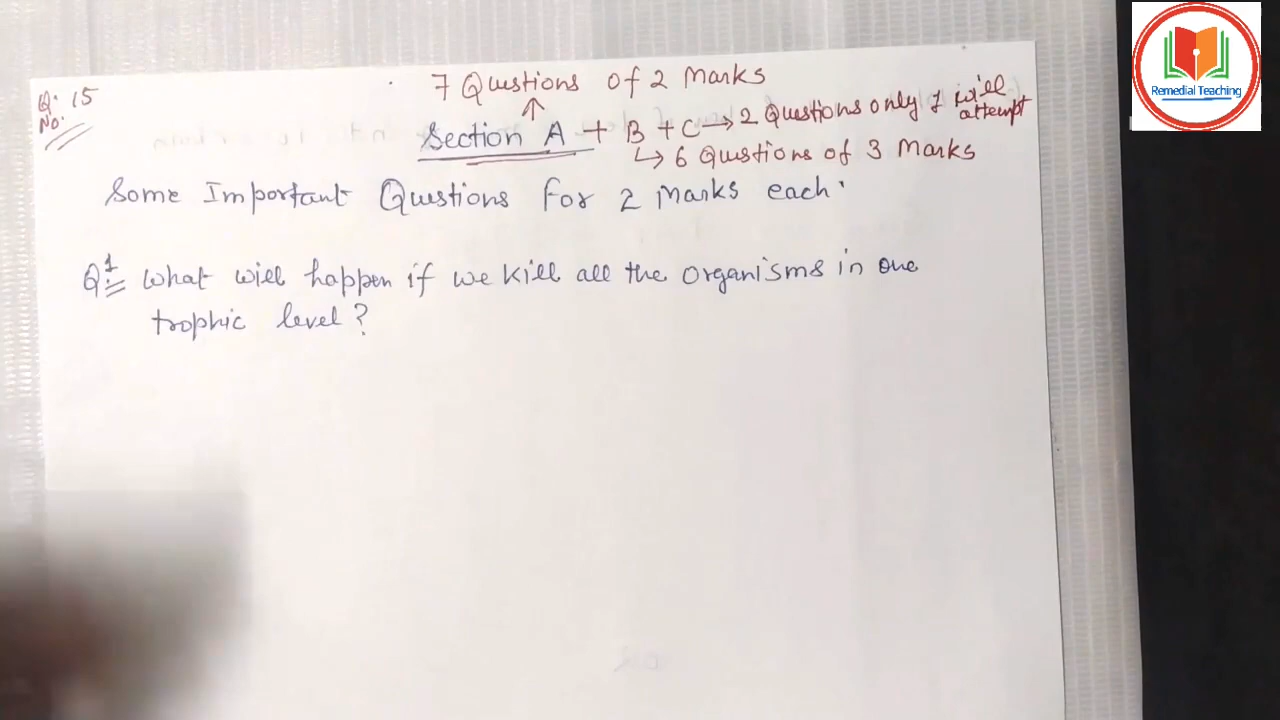 Q. 15
No.
7 Questions of 2 Marks
Section A + B + C → 2 Questions only 1 will attempt
↳ 6 Questions of 3 Marks
Some Important Questions for 2 Marks each.
Q.1 What will happen if we kill all the organisms in one
trophic level?
Remedial Teaching